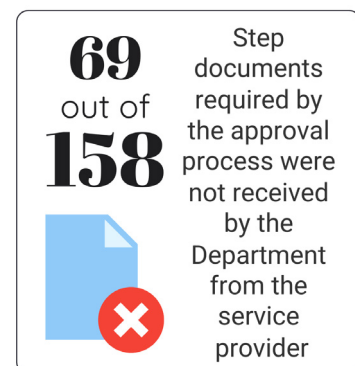 69
out of
158
Step
documents
required by
the approval
process were
not received
by the
Department
from the
service
provider